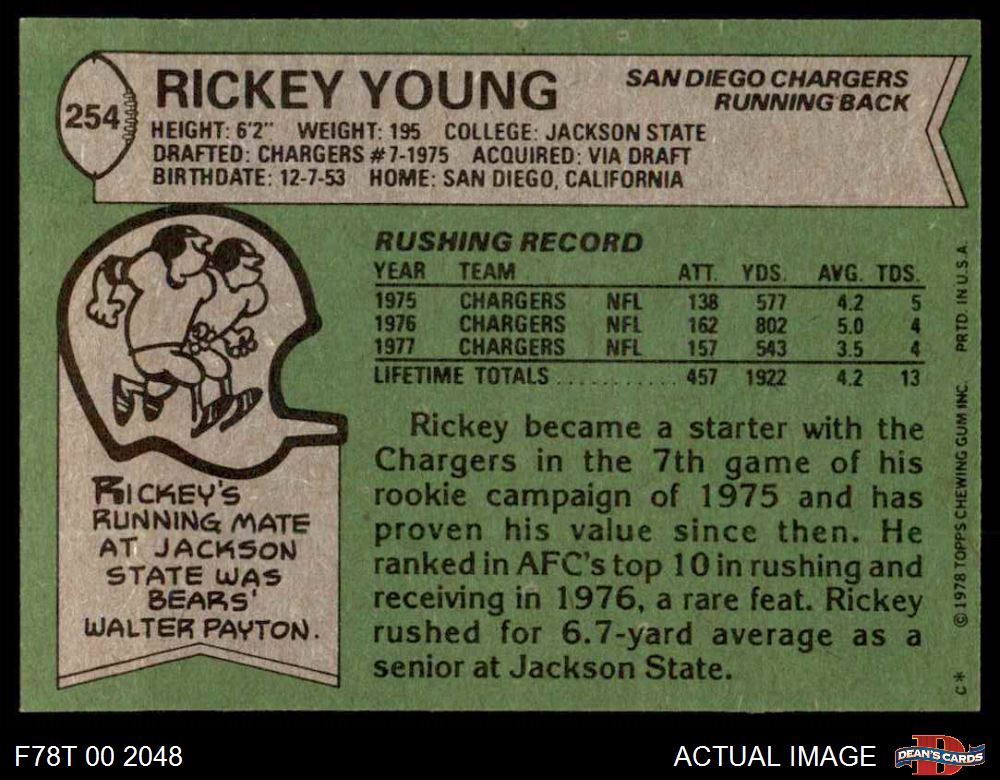 254
RICKEY YOUNG
SAN DIEGO CHARGERS
RUNNING BACK
HEIGHT: 6'2" WEIGHT: 195 COLLEGE: JACKSON STATE
DRAFTED: CHARGERS #7-1975 ACQUIRED: VIA DRAFT
BIRTHDATE: 12-7-53 HOME: SAN DIEGO, CALIFORNIA
RUSHING RECORD
YEAR TEAM ATT. YDS. AVG. TDS.
1975 CHARGERS NFL 138 577 4.2 5
1976 CHARGERS NFL 162 802 5.0 4
1977 CHARGERS NFL 157 543 3.5 4
LIFETIME TOTALS ........... 457 1922 4.2 13
Rickey became a starter with the
Chargers in the 7th game of his
rookie campaign of 1975 and has
proven his value since then. He
ranked in AFC's top 10 in rushing and
receiving in 1976, a rare feat. Rickey
rushed for 6.7-yard average as a
senior at Jackson State.
RICKEY'S
RUNNING MATE
AT JACKSON
STATE WAS
BEARS'
WALTER PAYTON.
C* © 1978 TOPPS CHEWING GUM INC. PRTD. IN U.S.A.
F78T 00 2048
ACTUAL IMAGE
D
DEAN'S CARDS